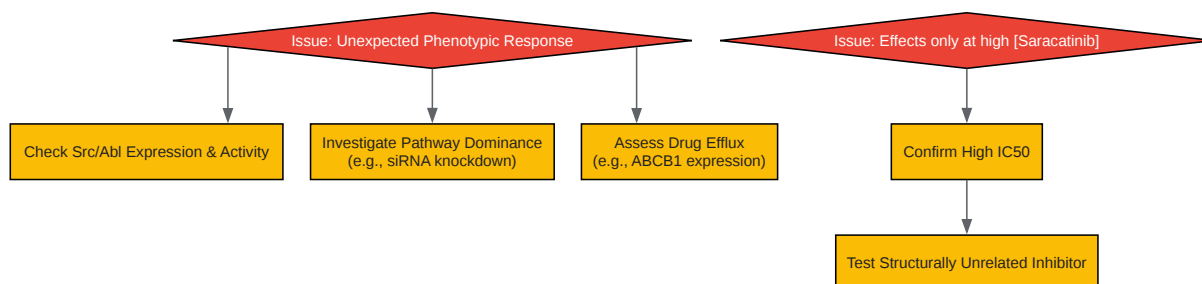 Issue: Unexpected Phenotypic Response
Issue: Effects only at high [Saracatinib]
Check Src/Abl Expression & Activity
Investigate Pathway Dominance
(e.g., siRNA knockdown)
Assess Drug Efflux
(e.g., ABCB1 expression)
Confirm High IC50
Test Structurally Unrelated Inhibitor